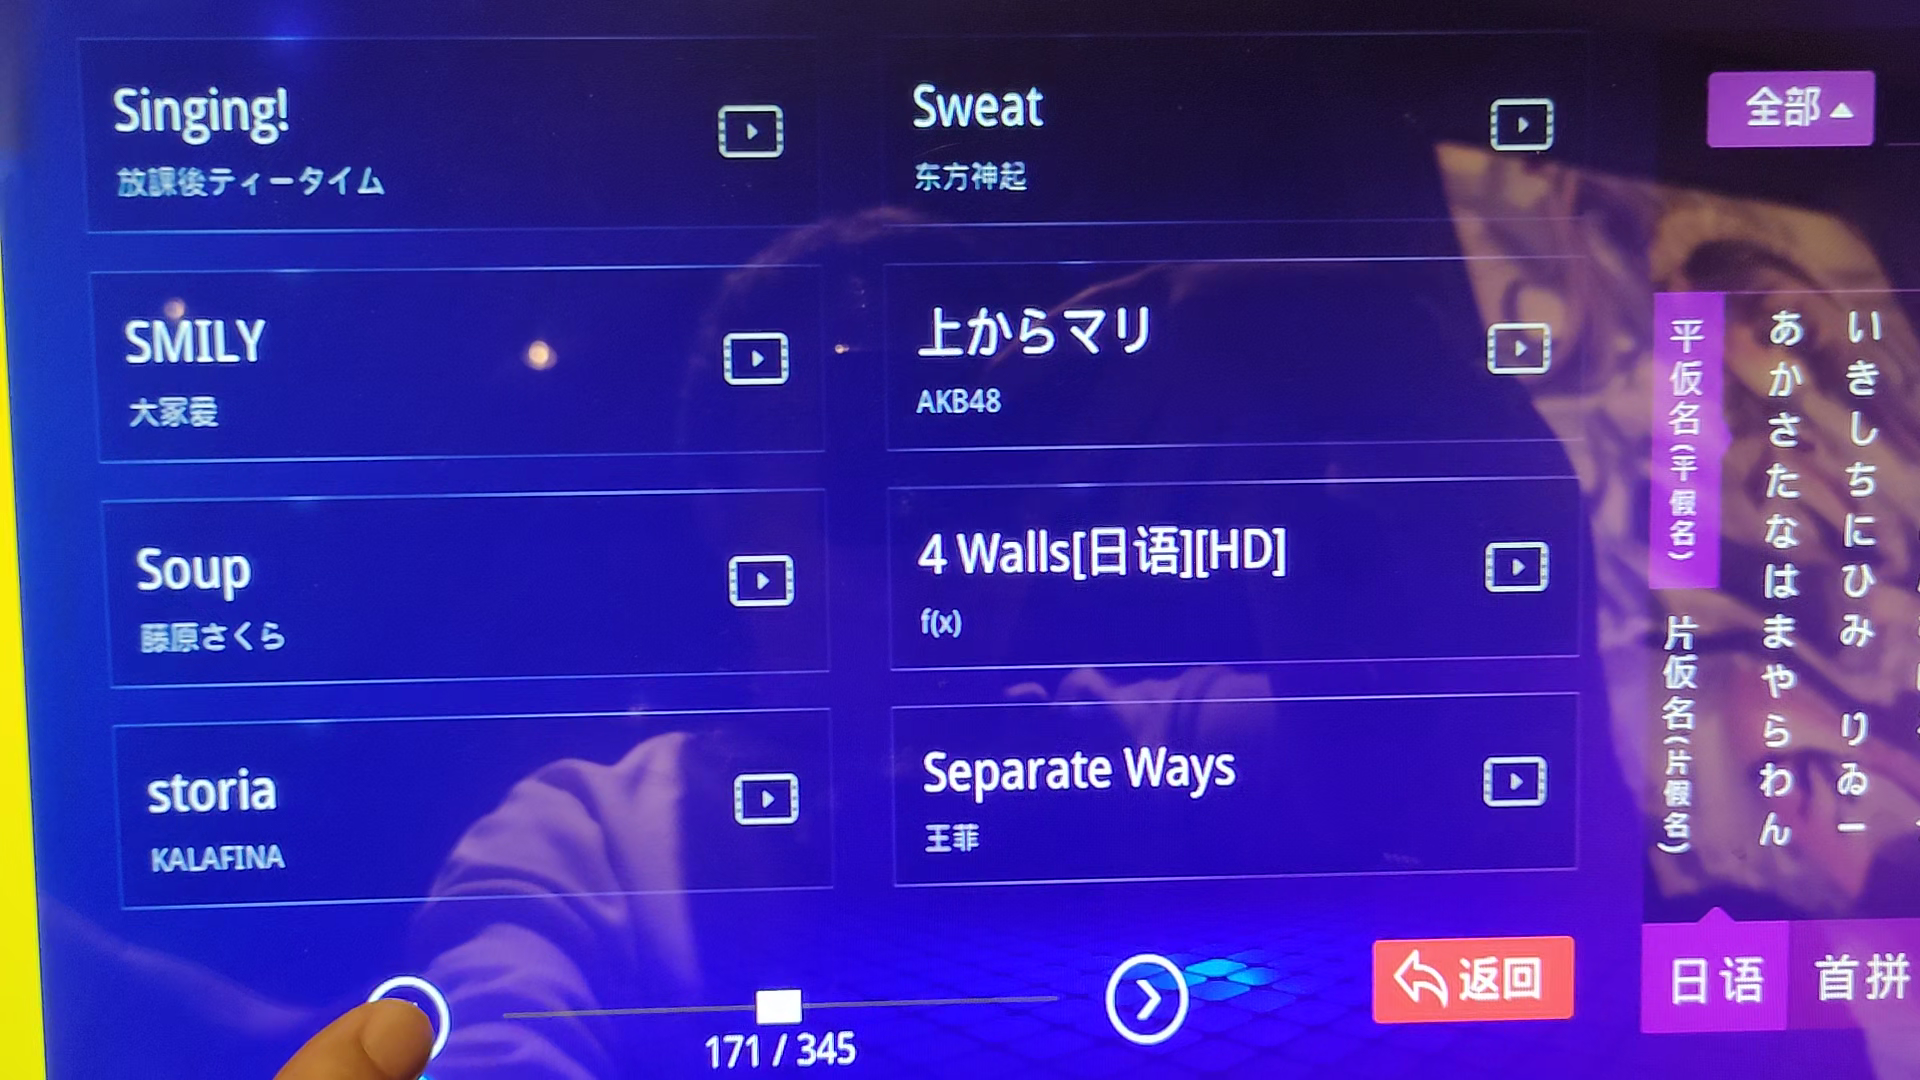 Singing!
放課後ティータイム
Sweat
东方神起
SMILY
大冢爱
上からマリ
AKB48
Soup
藤原さくら
4 Walls[日语][HD]
f(x)
storia
KALAFINA
Separate Ways
王菲
171 / 345
返回
全部
平仮名(平假名)
片仮名(片假名)
あかさたなはまやらわん
いきしちにひみ りゐー
日语
首拼